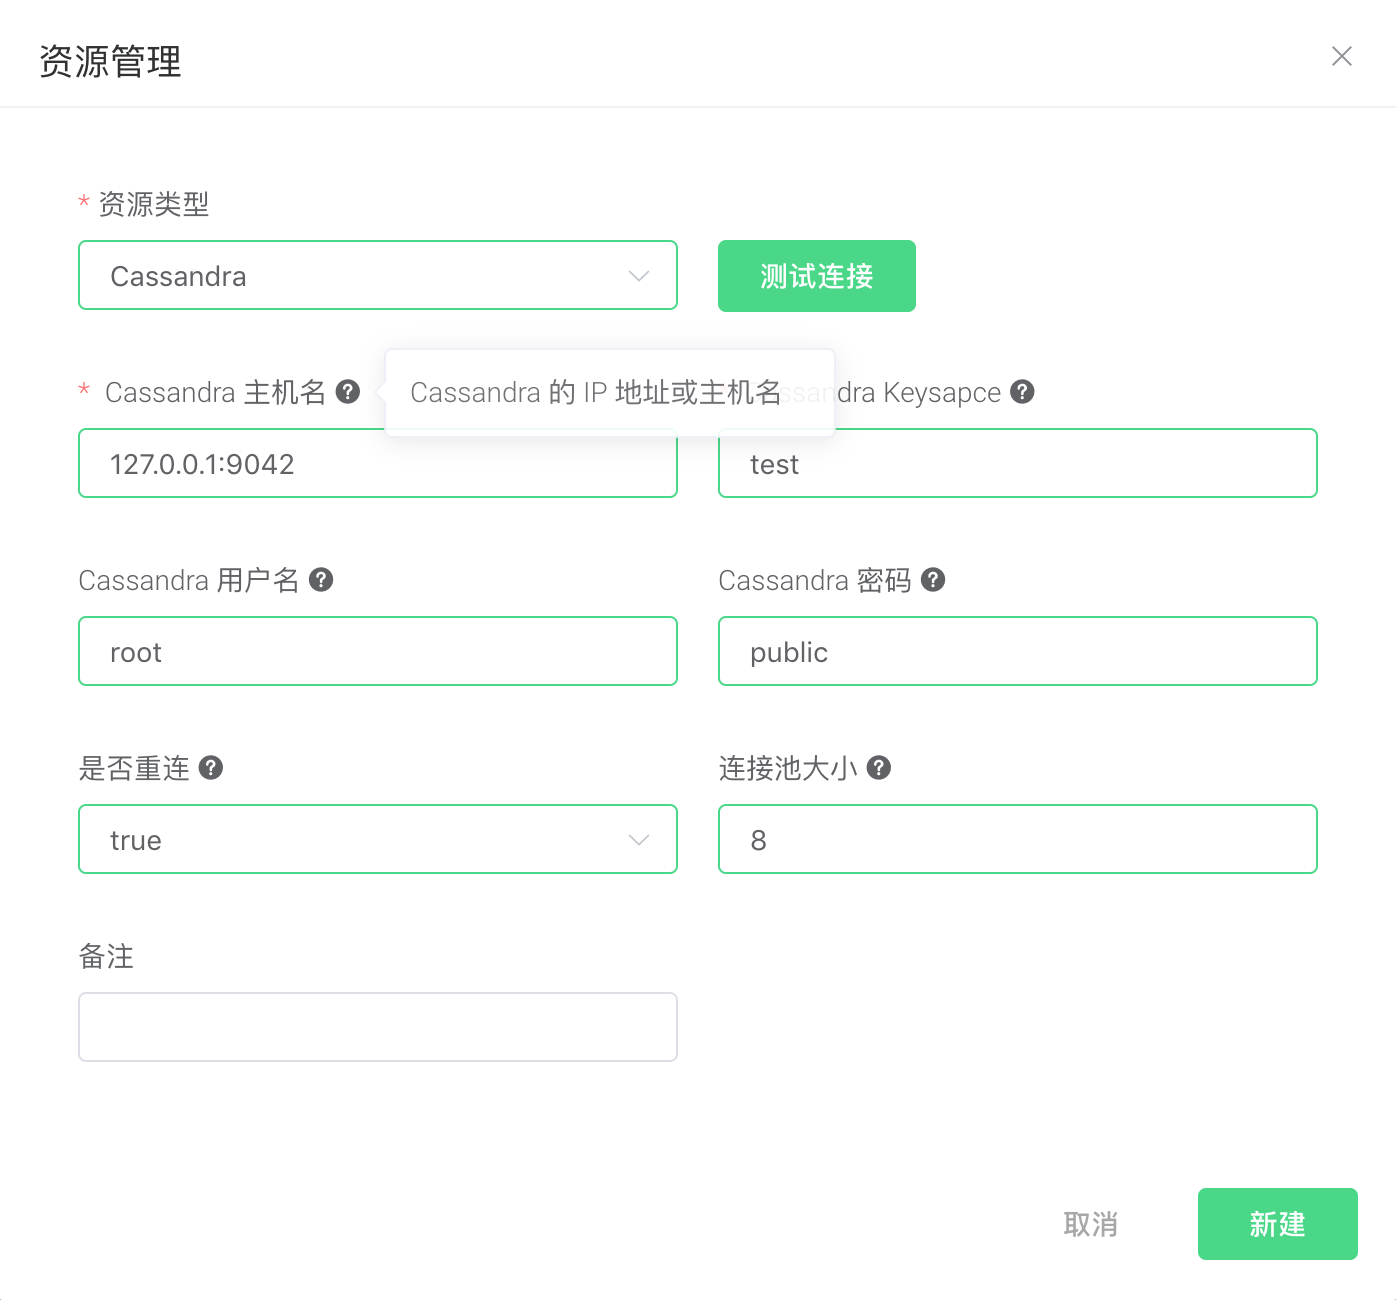 资源管理
* 资源类型
Cassandra
测试连接
* Cassandra 主机名
Cassandra 的 IP 地址或主机名
Cassandra Keysapce
127.0.0.1:9042
test
Cassandra 用户名
Cassandra 密码
root
public
是否重连
连接池大小
true
8
备注
取消
新建